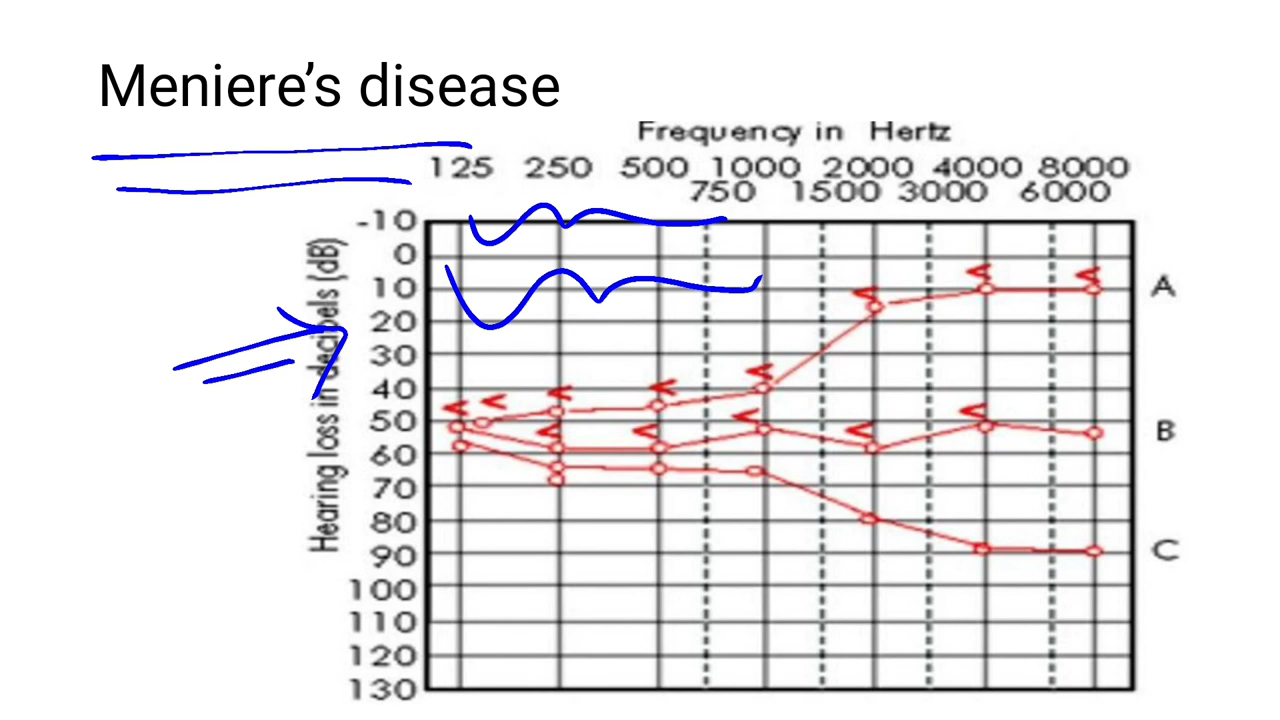 Meniere’s disease
Frequency in Hertz
125 250 500 1000 2000 4000 8000
750 1500 3000 6000
Hearing loss in decibels (dB)
-10
0
10
20
30
40
50
60
70
80
90
100
110
120
130
A
B
C